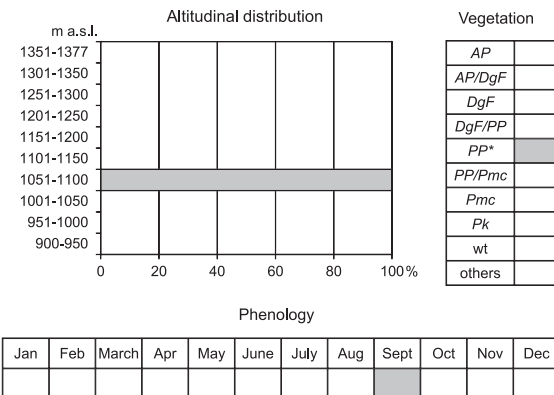 Altitudinal distribution
m a.s.l.
1351-1377
1301-1350
1251-1300
1201-1250
1151-1200
1101-1150
1051-1100
1001-1050
951-1000
900-950
0 20 40 60 80 100%
Vegetation
AP
AP/DgF
DgF
DgF/PP
PP*
PP/Pmc
Pmc
Pk
wt
others
Phenology
Jan Feb March Apr May June July Aug Sept Oct Nov Dec